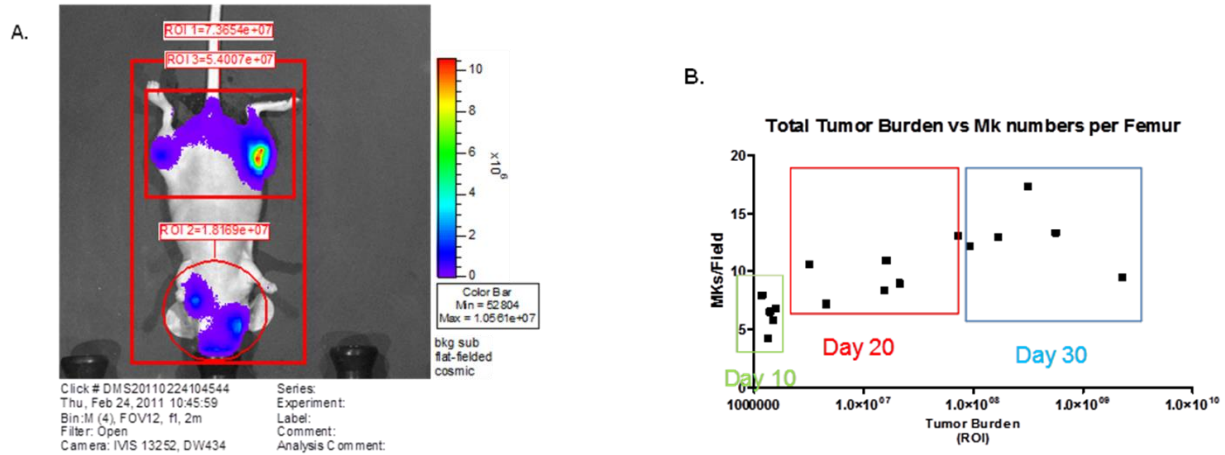 A.
ROI 1=7.3654e+07
ROI 3=5.4007e+07
ROI 2=1.8169e+07
10
8
6
4
2
0
x10^6
Color Bar
Min = 52804
Max = 1.0561e+07
bkg sub
flat-fielded
cosmic
Click # DMS20110224104544
Thu, Feb 24, 2011 10:45:59
Bin:M (4), FOV12, f1, 2m
Filter: Open
Camera: IVIS 13252, DW434
Series:
Experiment:
Label:
Comment:
Analysis Comment:
B.
Total Tumor Burden vs Mk numbers per Femur
MKs/Field
20
15
10
5
0
Day 10
Day 20
Day 30
1000000
1.0×10^07
1.0×10^08
1.0×10^09
1.0×10^10
Tumor Burden
(ROI)